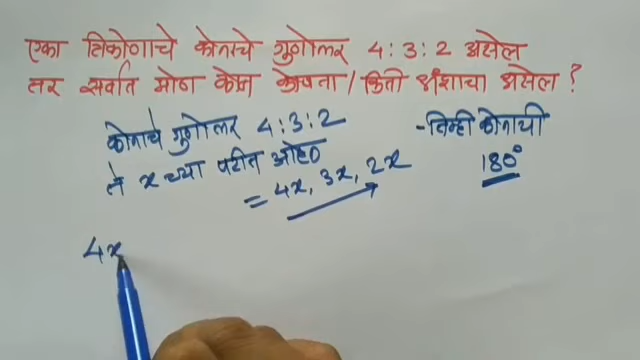 एका त्रिकोणाचे कोनाचे गुणोत्तर 4:3:2 असेल
तर सर्वात मोठा कोन कोणता / किती अंशाचा असेल ?
कोनाचे गुणोत्तर 4:3:2
ते x च्या पटीत आहे
= 4x, 3x, 2x
- तिन्ही कोनाची
180°
4x